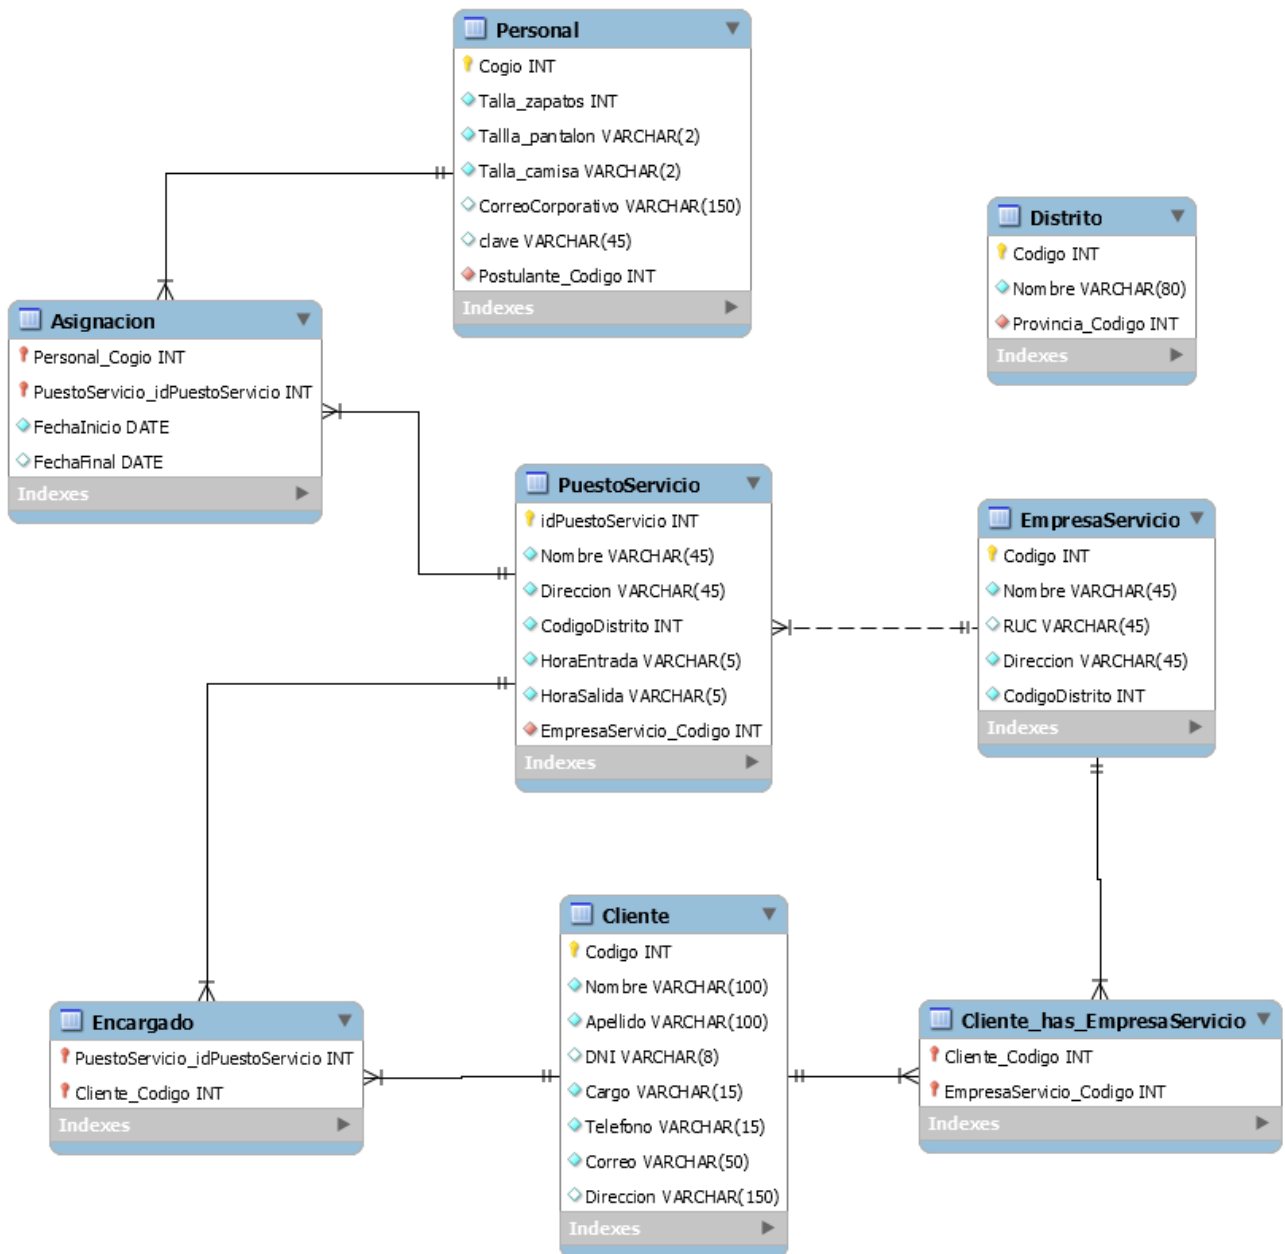 Personal
Cogio INT
Talla_zapatos INT
Tallla_pantalon VARCHAR(2)
Talla_camisa VARCHAR(2)
CorreoCorporativo VARCHAR(150)
clave VARCHAR(45)
Postulante_Codigo INT
Indexes
Distrito
Codigo INT
Nombre VARCHAR(80)
Provincia_Codigo INT
Indexes
Asignacion
Personal_Cogio INT
PuestoServicio_idPuestoServicio INT
FechaInicio DATE
FechaFinal DATE
Indexes
PuestoServicio
idPuestoServicio INT
Nombre VARCHAR(45)
Direccion VARCHAR(45)
CodigoDistrito INT
HoraEntrada VARCHAR(5)
HoraSalida VARCHAR(5)
EmpresaServicio_Codigo INT
Indexes
EmpresaServicio
Codigo INT
Nombre VARCHAR(45)
RUC VARCHAR(45)
Direccion VARCHAR(45)
CodigoDistrito INT
Indexes
Cliente
Codigo INT
Nombre VARCHAR(100)
Apellido VARCHAR(100)
DNI VARCHAR(8)
Cargo VARCHAR(15)
Telefono VARCHAR(15)
Correo VARCHAR(50)
Direccion VARCHAR(150)
Indexes
Encargado
PuestoServicio_idPuestoServicio INT
Cliente_Codigo INT
Indexes
Cliente_has_EmpresaServicio
Cliente_Codigo INT
EmpresaServicio_Codigo INT
Indexes